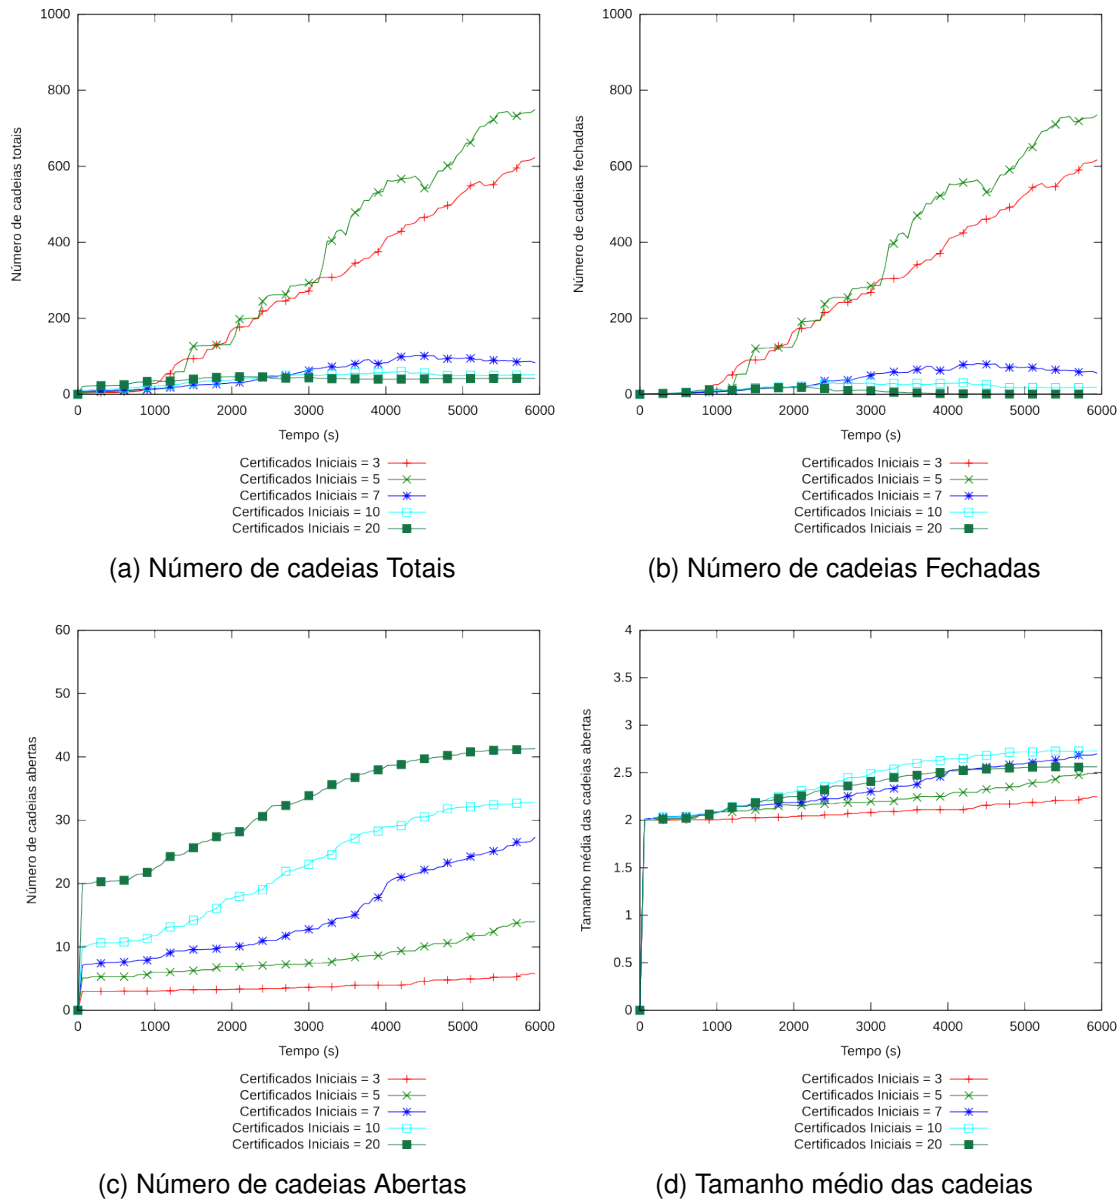 Número de cadeias totais
1000
800
600
400
200
0
0 1000 2000 3000 4000 5000 6000
Tempo (s)
Certificados Iniciais = 3
Certificados Iniciais = 5
Certificados Iniciais = 7
Certificados Iniciais = 10
Certificados Iniciais = 20
(a) Número de cadeias Totais
Número de cadeias fechadas
1000
800
600
400
200
0
0 1000 2000 3000 4000 5000 6000
Tempo (s)
Certificados Iniciais = 3
Certificados Iniciais = 5
Certificados Iniciais = 7
Certificados Iniciais = 10
Certificados Iniciais = 20
(b) Número de cadeias Fechadas
Número de cadeias abertas
60
50
40
30
20
10
0
0 1000 2000 3000 4000 5000 6000
Tempo (s)
Certificados Iniciais = 3
Certificados Iniciais = 5
Certificados Iniciais = 7
Certificados Iniciais = 10
Certificados Iniciais = 20
(c) Número de cadeias Abertas
Tamanho média das cadeias abertas
4
3.5
3
2.5
2
1.5
1
0.5
0
0 1000 2000 3000 4000 5000 6000
Tempo (s)
Certificados Iniciais = 3
Certificados Iniciais = 5
Certificados Iniciais = 7
Certificados Iniciais = 10
Certificados Iniciais = 20
(d) Tamanho médio das cadeias